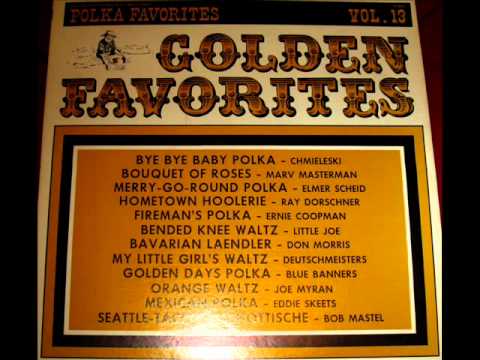 POLKA FAVORITES VOL. 13
GOLDEN
FAVORITES
BYE BYE BABY POLKA - CHMIELESKI
BOUQUET OF ROSES - MARV MASTERMAN
MERRY-GO-ROUND POLKA - ELMER SCHEID
HOMETOWN HOOLERIE - RAY DORSCHNER
FIREMAN'S POLKA - ERNIE COOPMAN
BENDED KNEE WALTZ - LITTLE JOE
BAVARIAN LAENDLER - DON MORRIS
MY LITTLE GIRL'S WALTZ - DEUTSCHMEISTERS
GOLDEN DAYS POLKA - BLUE BANNERS
ORANGE WALTZ - JOE MYRAN
MEXICAN POLKA - EDDIE SKEETS
- BOB MASTEL